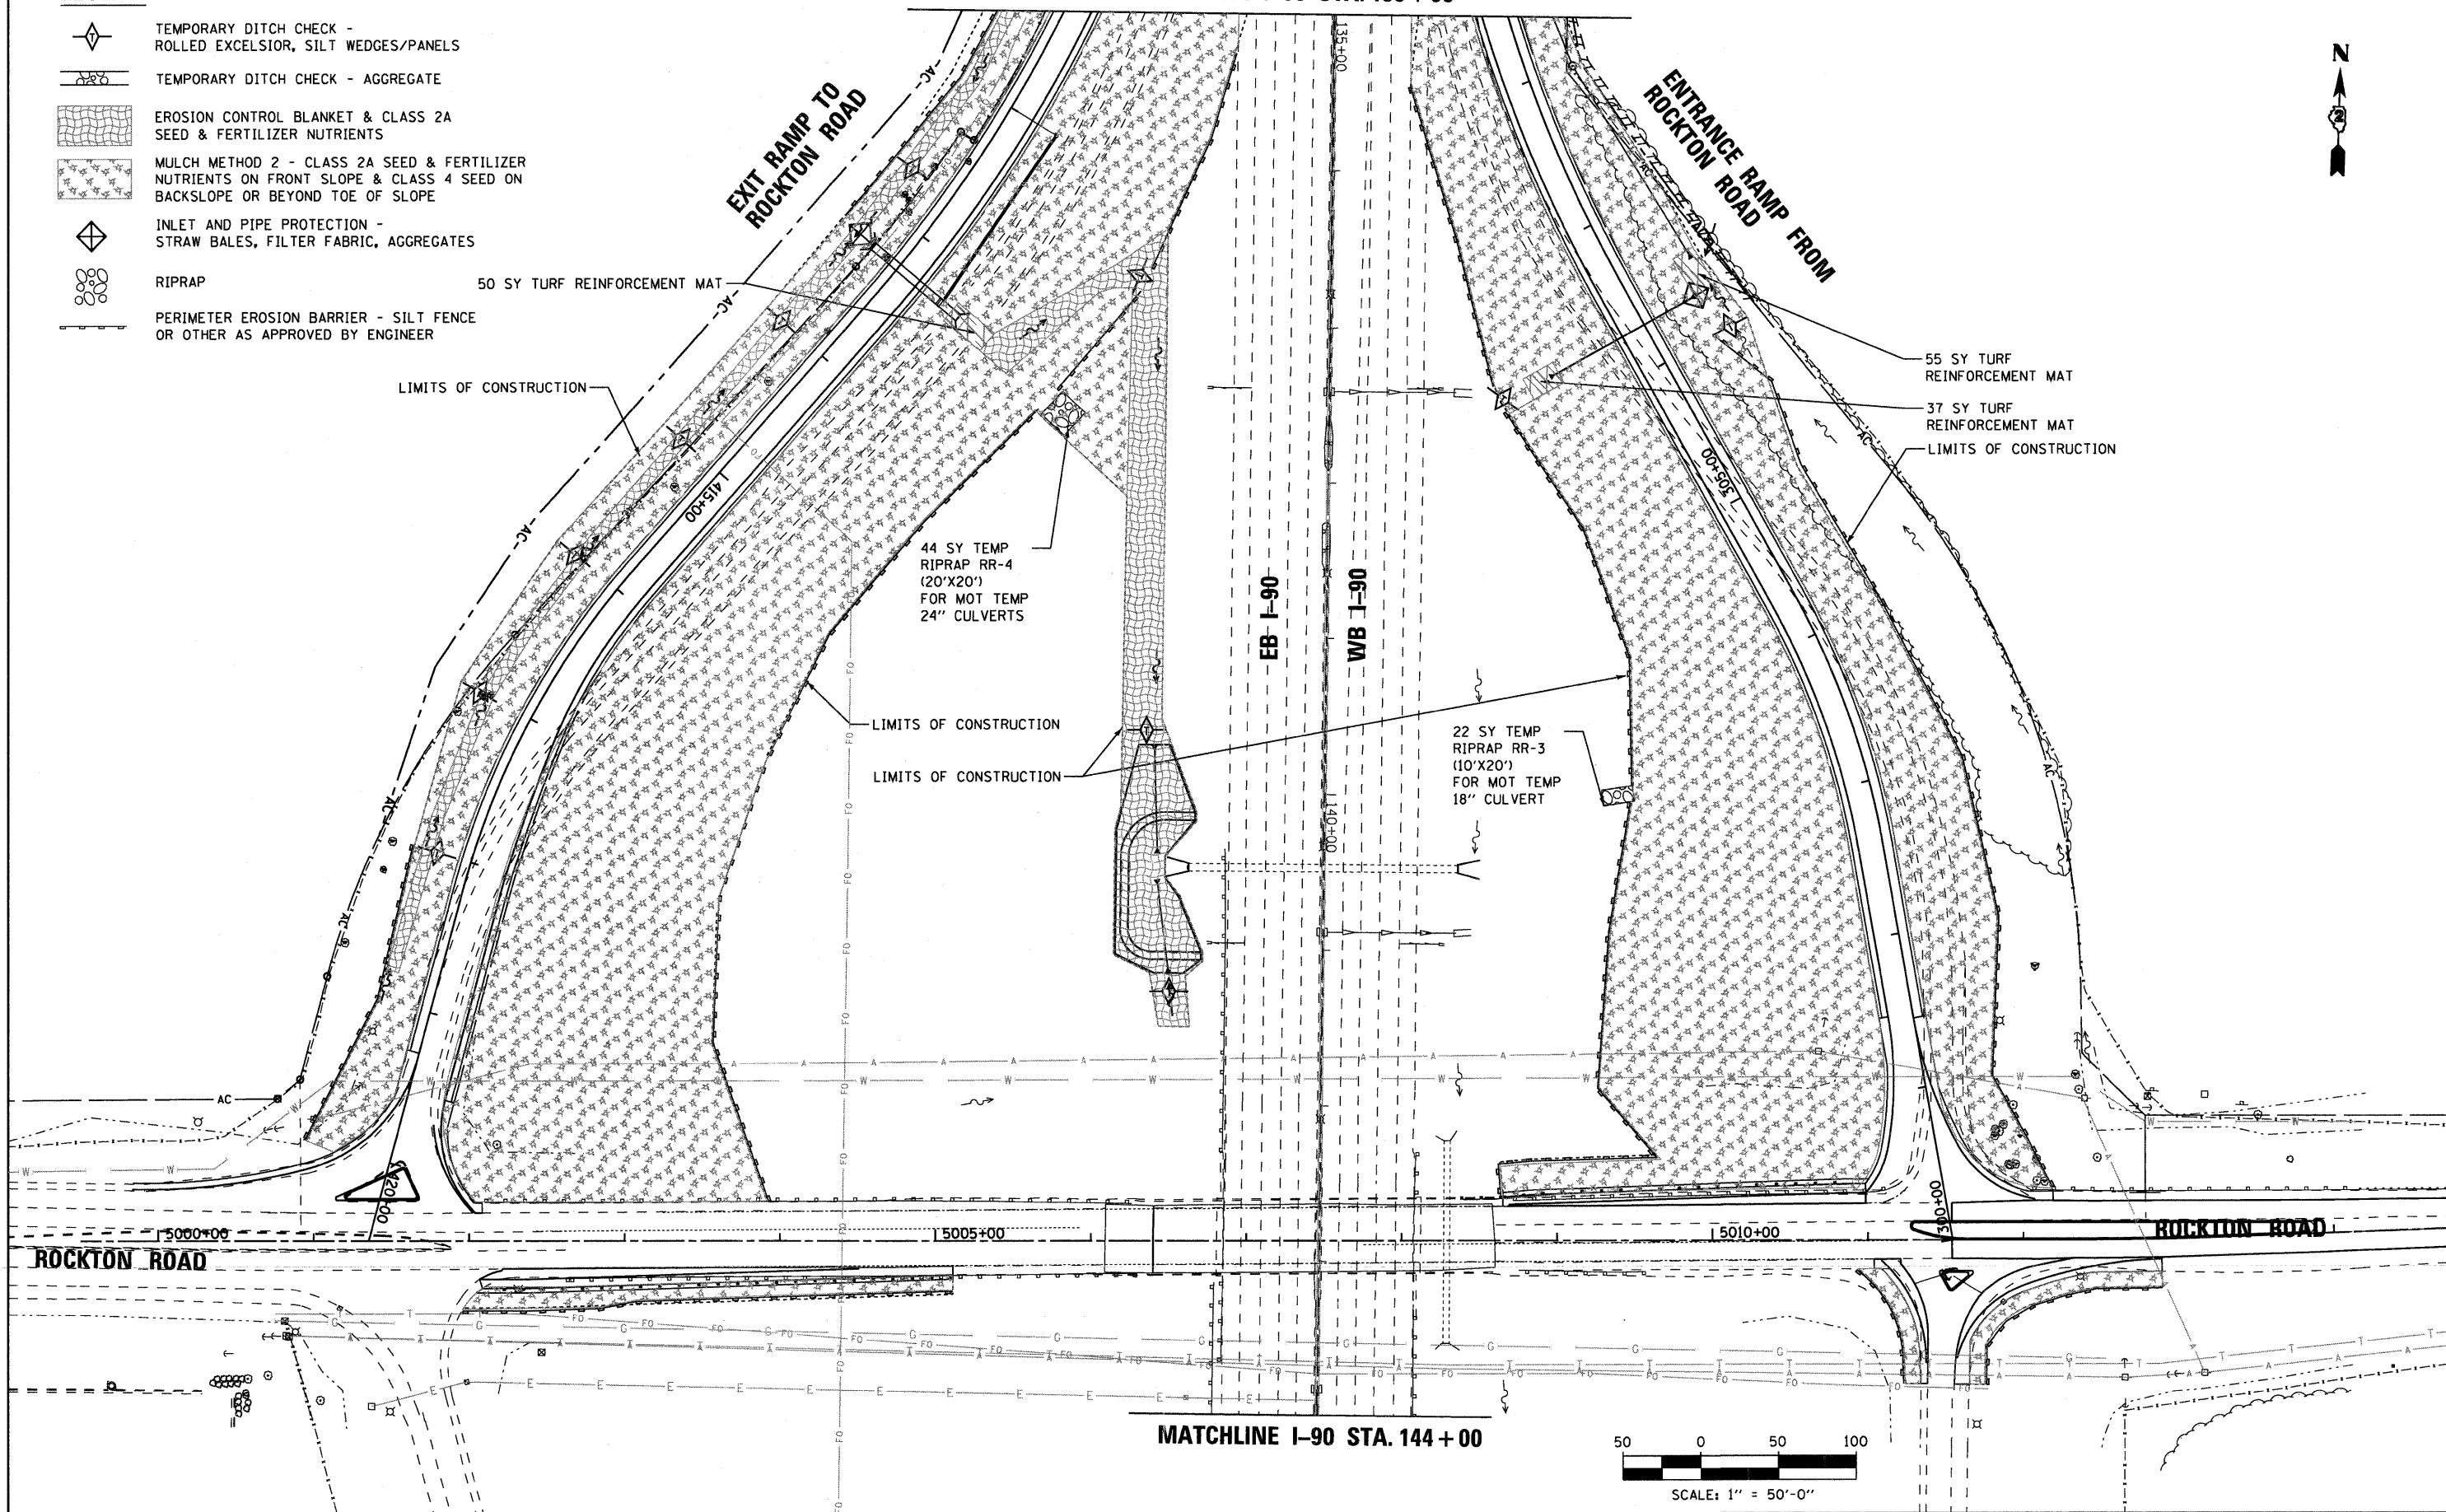 TEMPORARY DITCH CHECK -
ROLLED EXCELSIOR, SILT WEDGES/PANELS
TEMPORARY DITCH CHECK - AGGREGATE
EROSION CONTROL BLANKET & CLASS 2A
SEED & FERTILIZER NUTRIENTS
MULCH METHOD 2 - CLASS 2A SEED & FERTILIZER
NUTRIENTS ON FRONT SLOPE & CLASS 4 SEED ON
BACKSLOPE OR BEYOND TOE OF SLOPE
INLET AND PIPE PROTECTION -
STRAW BALES, FILTER FABRIC, AGGREGATES
RIPRAP
PERIMETER EROSION BARRIER - SILT FENCE
OR OTHER AS APPROVED BY ENGINEER
N
2
135+00
EXIT RAMP TO
ROCKTON ROAD
ENTRANCE RAMP FROM
ROCKTON ROAD
50 SY TURF REINFORCEMENT MAT
LIMITS OF CONSTRUCTION
55 SY TURF
REINFORCEMENT MAT
37 SY TURF
REINFORCEMENT MAT
LIMITS OF CONSTRUCTION
415+00
305+00
44 SY TEMP
RIPRAP RR-4
(20'X20')
FOR MOT TEMP
24" CULVERTS
EB I-90
WB I-90
LIMITS OF CONSTRUCTION
LIMITS OF CONSTRUCTION
22 SY TEMP
RIPRAP RR-3
(10'X20')
FOR MOT TEMP
18" CULVERT
140+00
AC
420+00
300+00
5000+00
5005+00
5010+00
ROCKTON ROAD
ROCKTON ROAD
MATCHLINE I-90 STA. 144+00
50 0 50 100
SCALE: 1" = 50'-0"